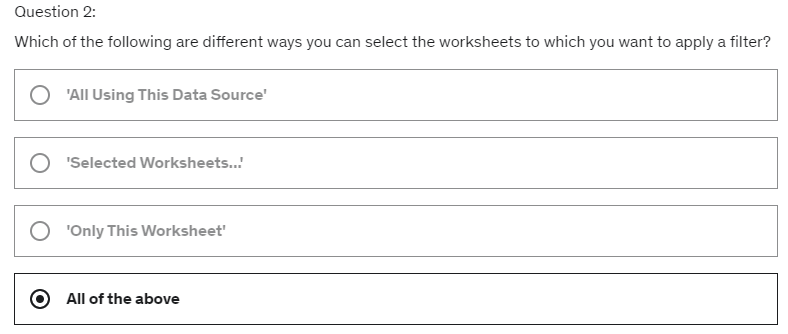 Question 2:
Which of the following are different ways you can select the worksheets to which you want to apply a filter?
'All Using This Data Source'
'Selected Worksheets...'
'Only This Worksheet'
All of the above